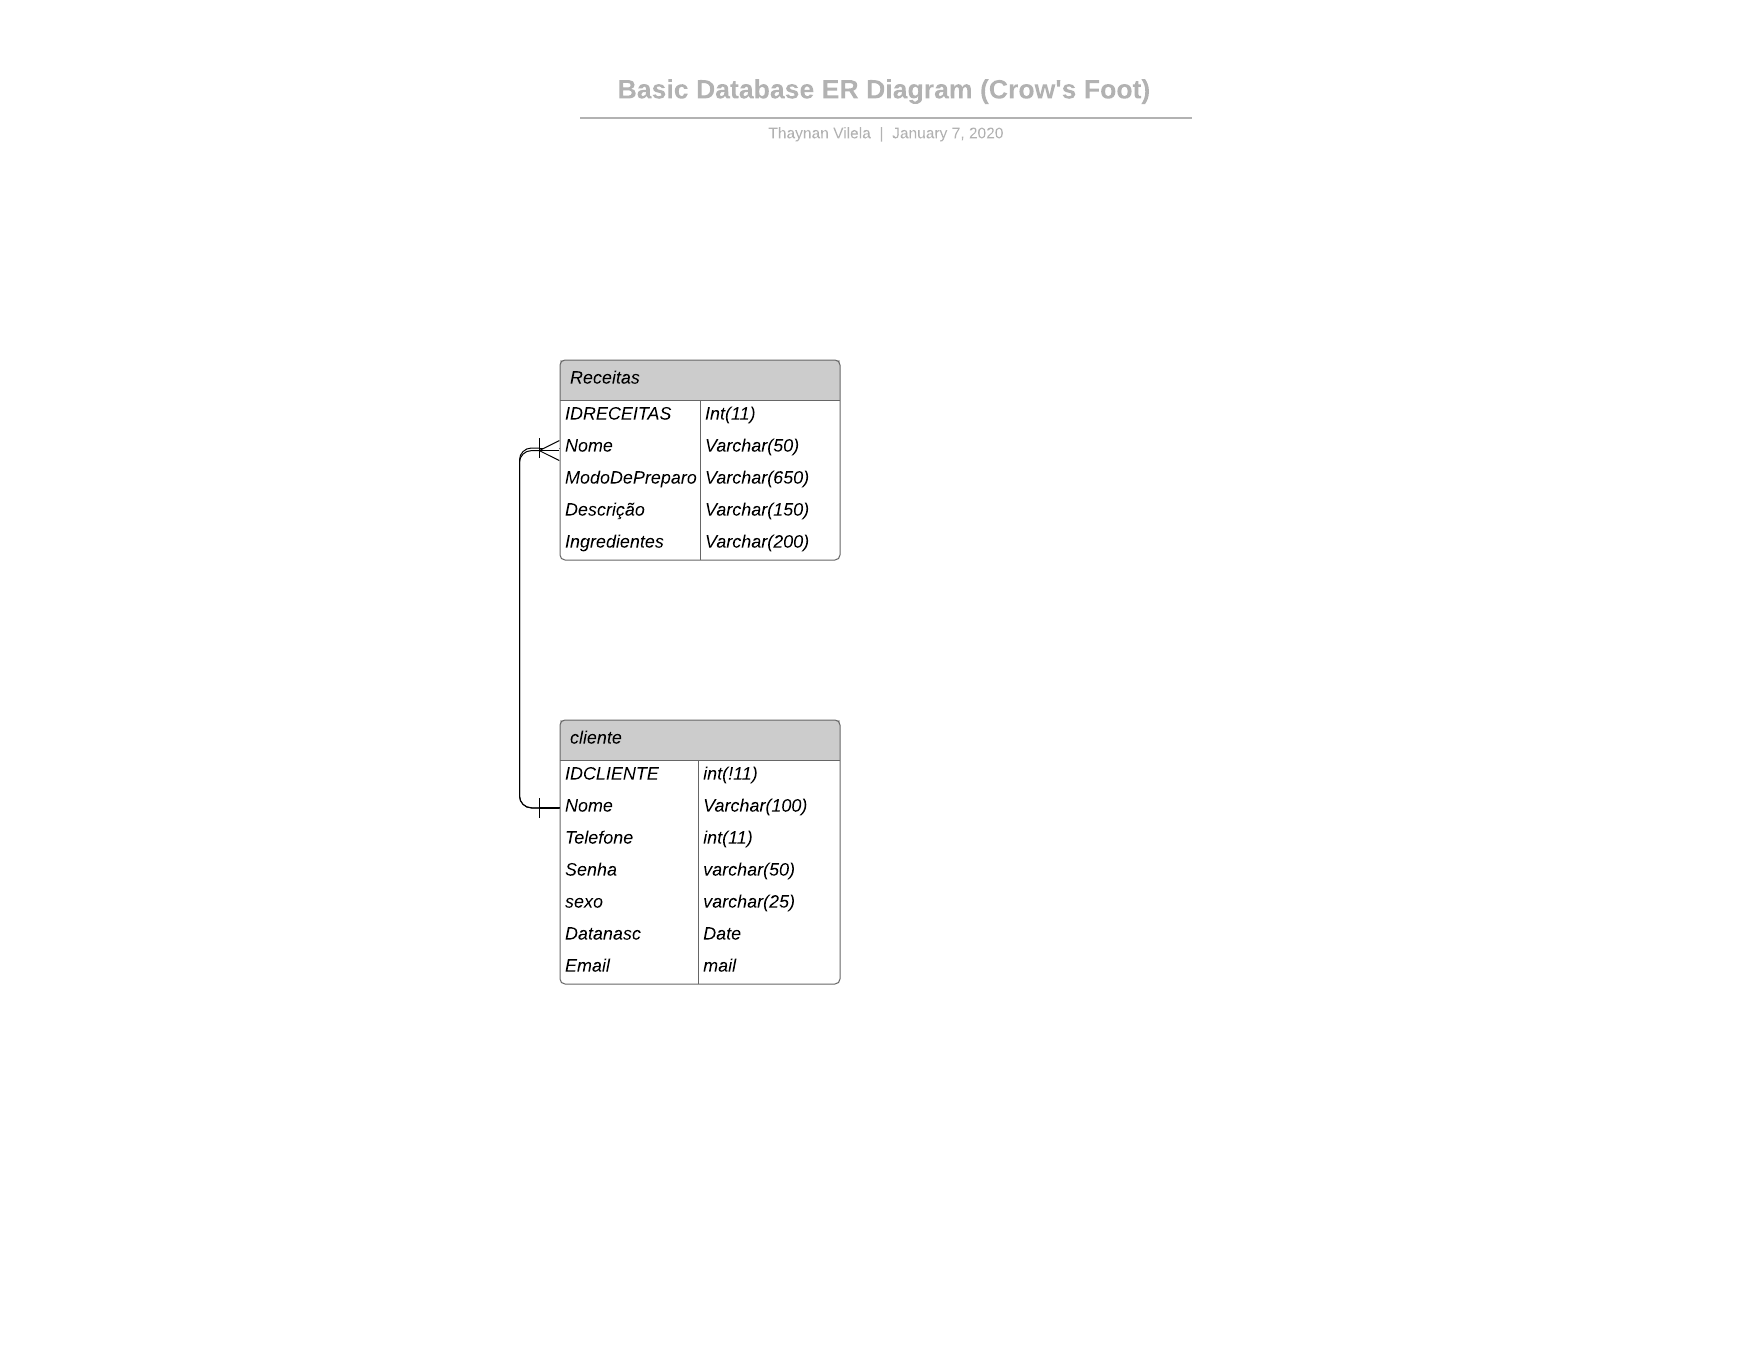 Basic Database ER Diagram (Crow's Foot)
Thaynan Vilela | January 7, 2020
Receitas
IDRECEITAS Int(11)
Nome Varchar(50)
ModoDePreparo Varchar(650)
Descrição Varchar(150)
Ingredientes Varchar(200)
cliente
IDCLIENTE int(!11)
Nome Varchar(100)
Telefone int(11)
Senha varchar(50)
sexo varchar(25)
Datanasc Date
Email mail